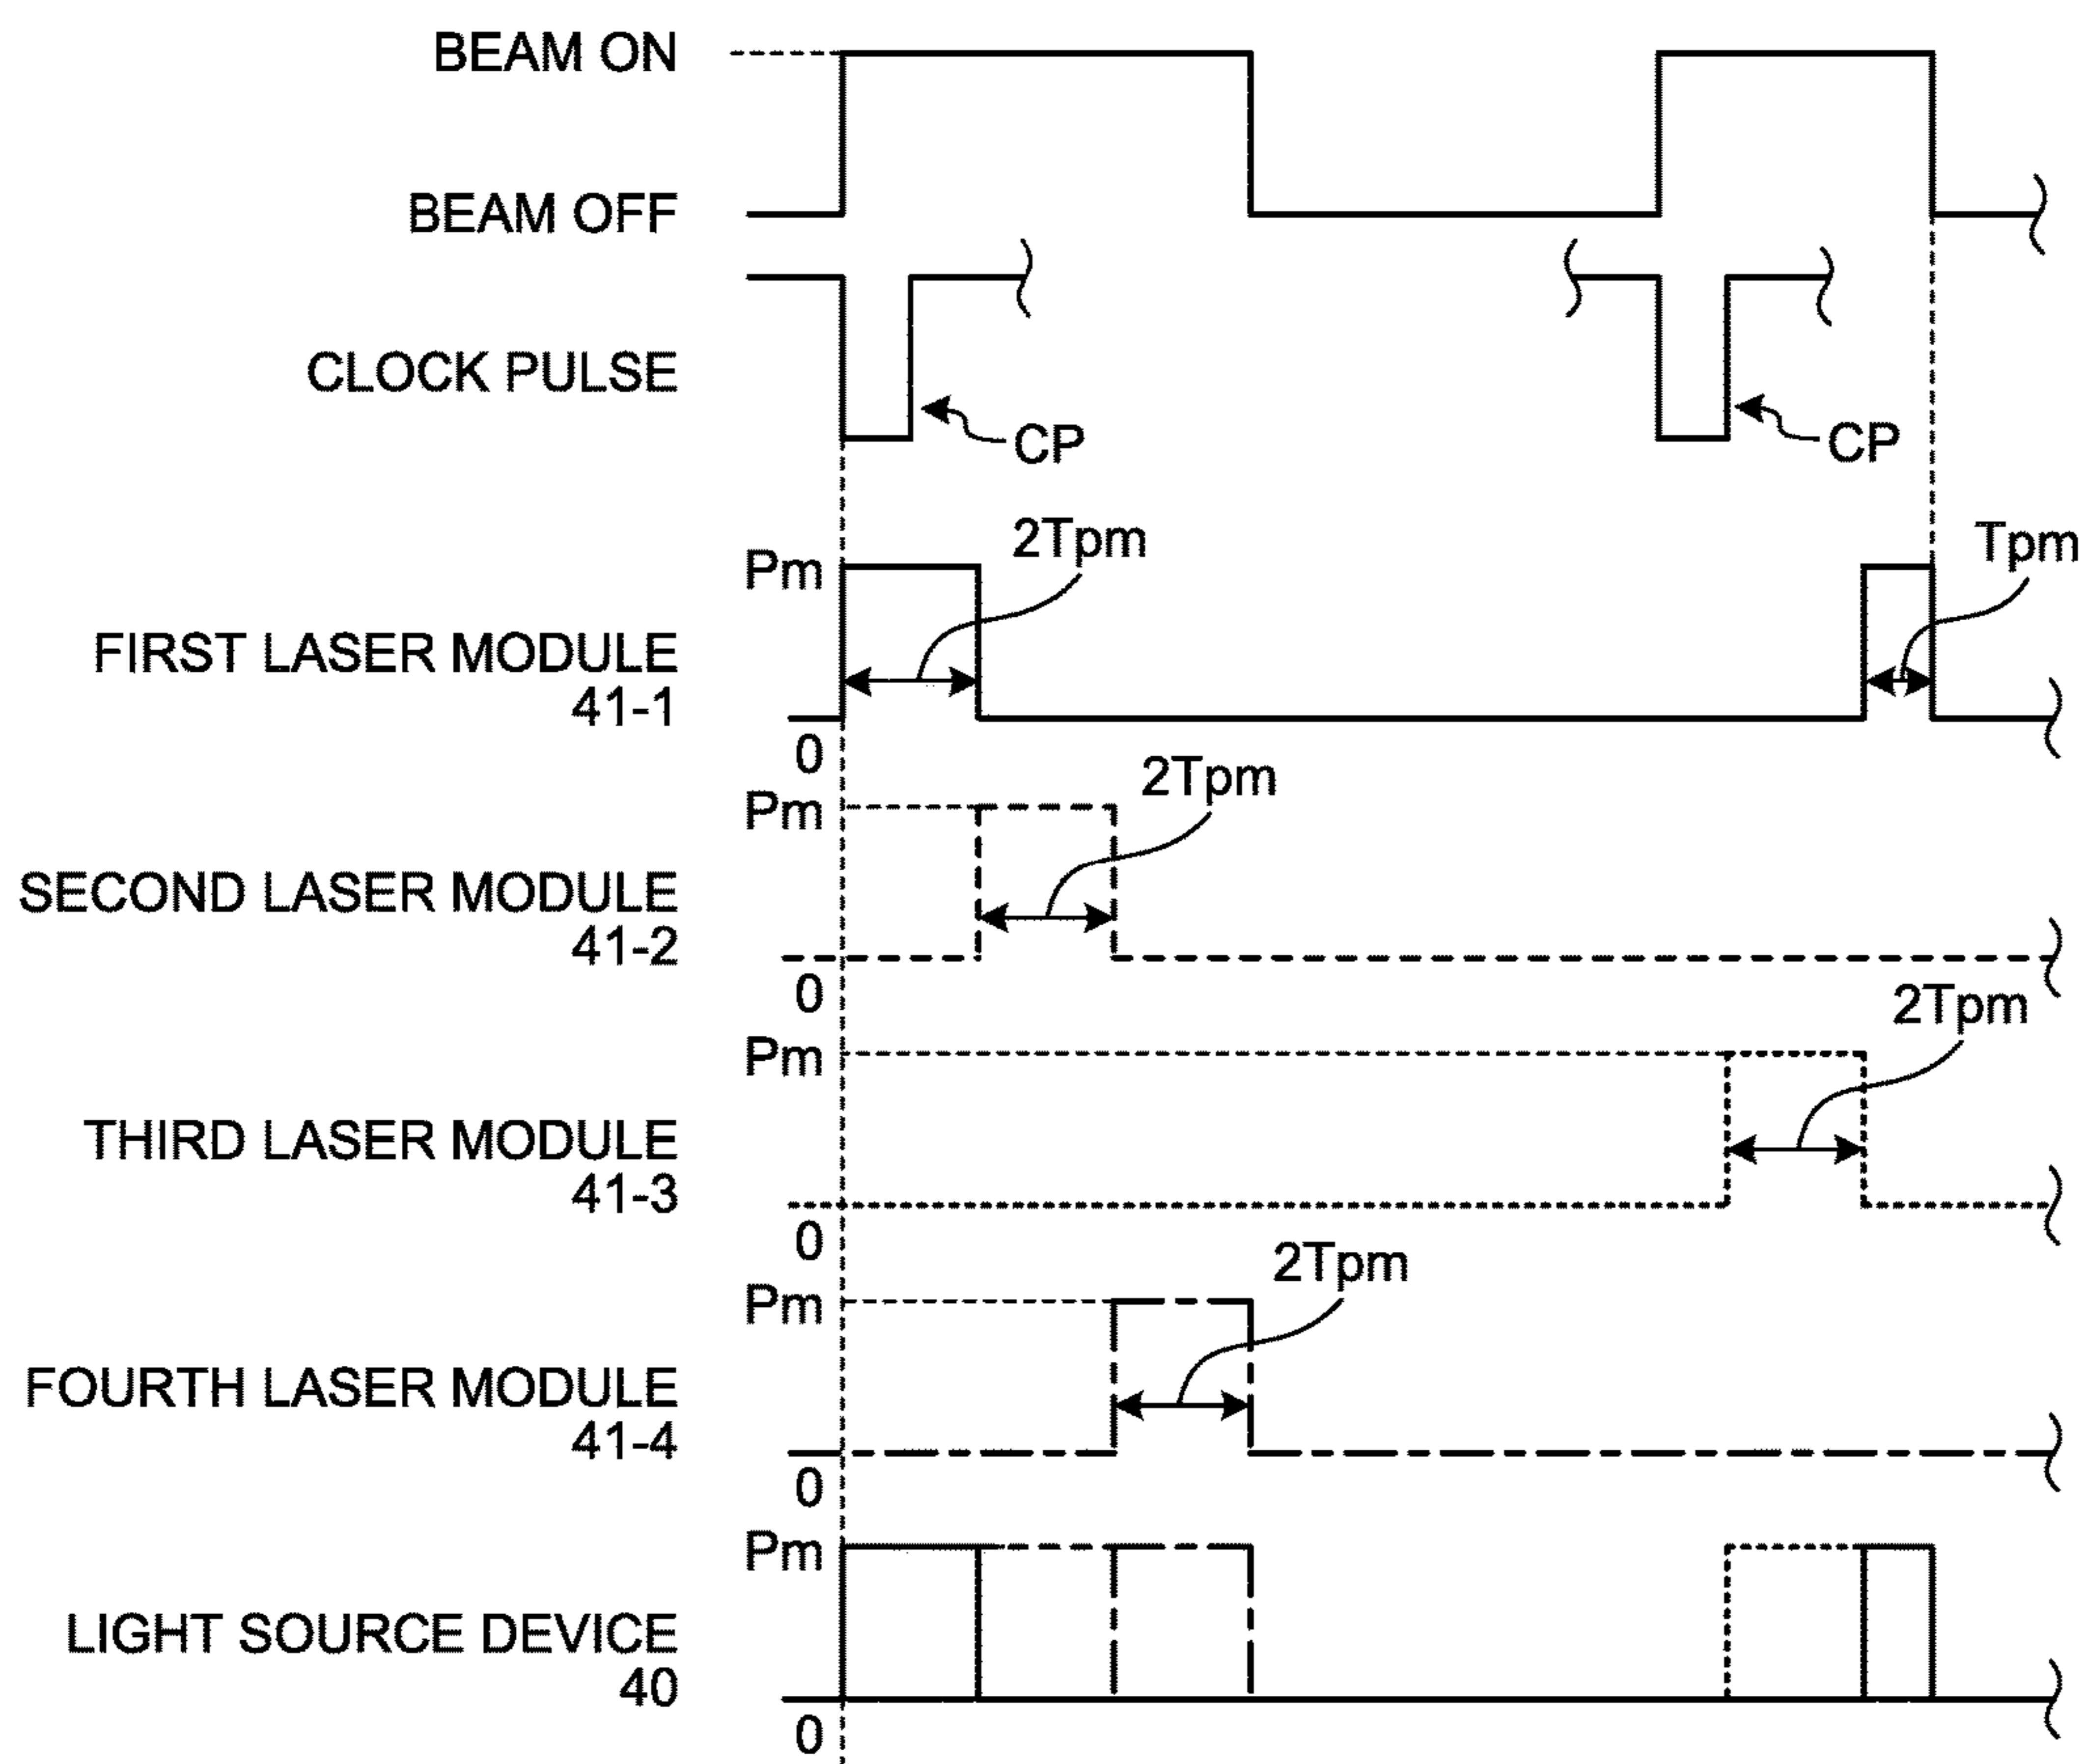 BEAM ON
BEAM OFF
CLOCK PULSE
CP
CP
2Tpm
Tpm
Pm
FIRST LASER MODULE
41-1
0
2Tpm
Pm
SECOND LASER MODULE
41-2
0
2Tpm
Pm
THIRD LASER MODULE
41-3
0
2Tpm
Pm
FOURTH LASER MODULE
41-4
0
Pm
LIGHT SOURCE DEVICE
40
0